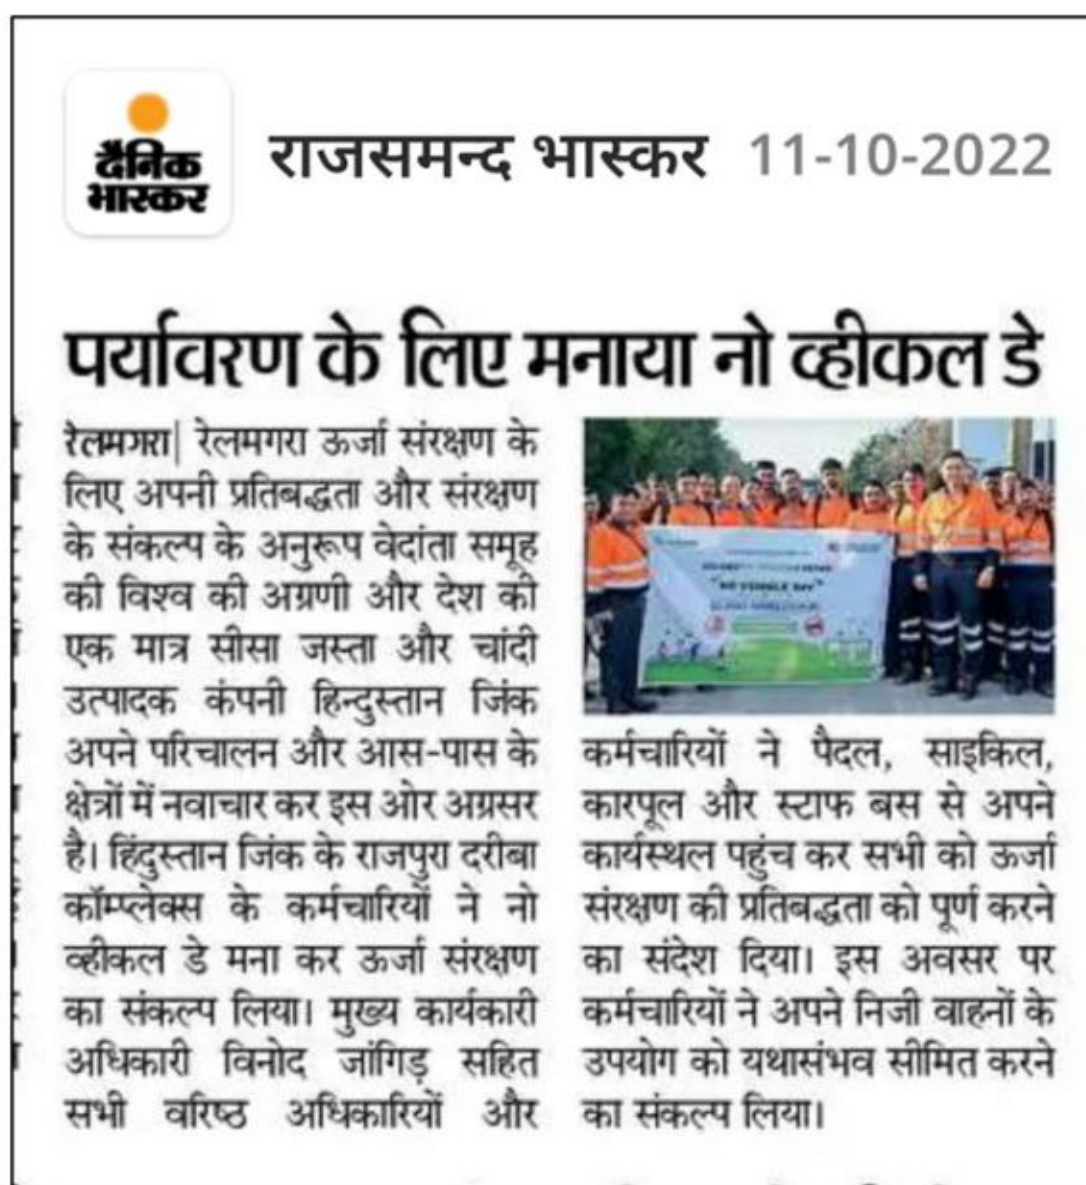 दैनिक
भास्कर
राजसमन्द भास्कर 11-10-2022
पर्यावरण के लिए मनाया नो व्हीकल डे
रेलमगरा| रेलमगरा ऊर्जा संरक्षण के
लिए अपनी प्रतिबद्धता और संरक्षण
के संकल्प के अनुरूप वेदांता समूह
की विश्व की अग्रणी और देश की
एक मात्र सीसा जस्ता और चांदी
उत्पादक कंपनी हिन्दुस्तान जिंक
अपने परिचालन और आस-पास के
क्षेत्रों में नवाचार कर इस ओर अग्रसर
है। हिंदुस्तान जिंक के राजपुरा दरीबा
कॉम्प्लेक्स के कर्मचारियों ने नो
व्हीकल डे मना कर ऊर्जा संरक्षण
का संकल्प लिया। मुख्य कार्यकारी
अधिकारी विनोद जांगिड़ सहित
सभी वरिष्ठ अधिकारियों और
"NO VEHICLE DAY"
कर्मचारियों ने पैदल, साइकिल,
कारपूल और स्टाफ बस से अपने
कार्यस्थल पहुंच कर सभी को ऊर्जा
संरक्षण की प्रतिबद्धता को पूर्ण करने
का संदेश दिया। इस अवसर पर
कर्मचारियों ने अपने निजी वाहनों के
उपयोग को यथासंभव सीमित करने
का संकल्प लिया।